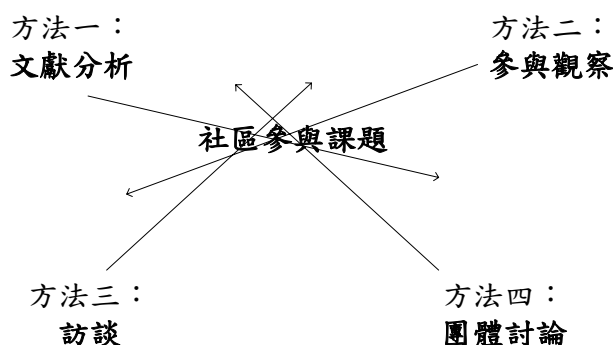 方法一：
文獻分析
方法二：
參與觀察
社區參與課題
方法三：
訪談
方法四：
團體討論